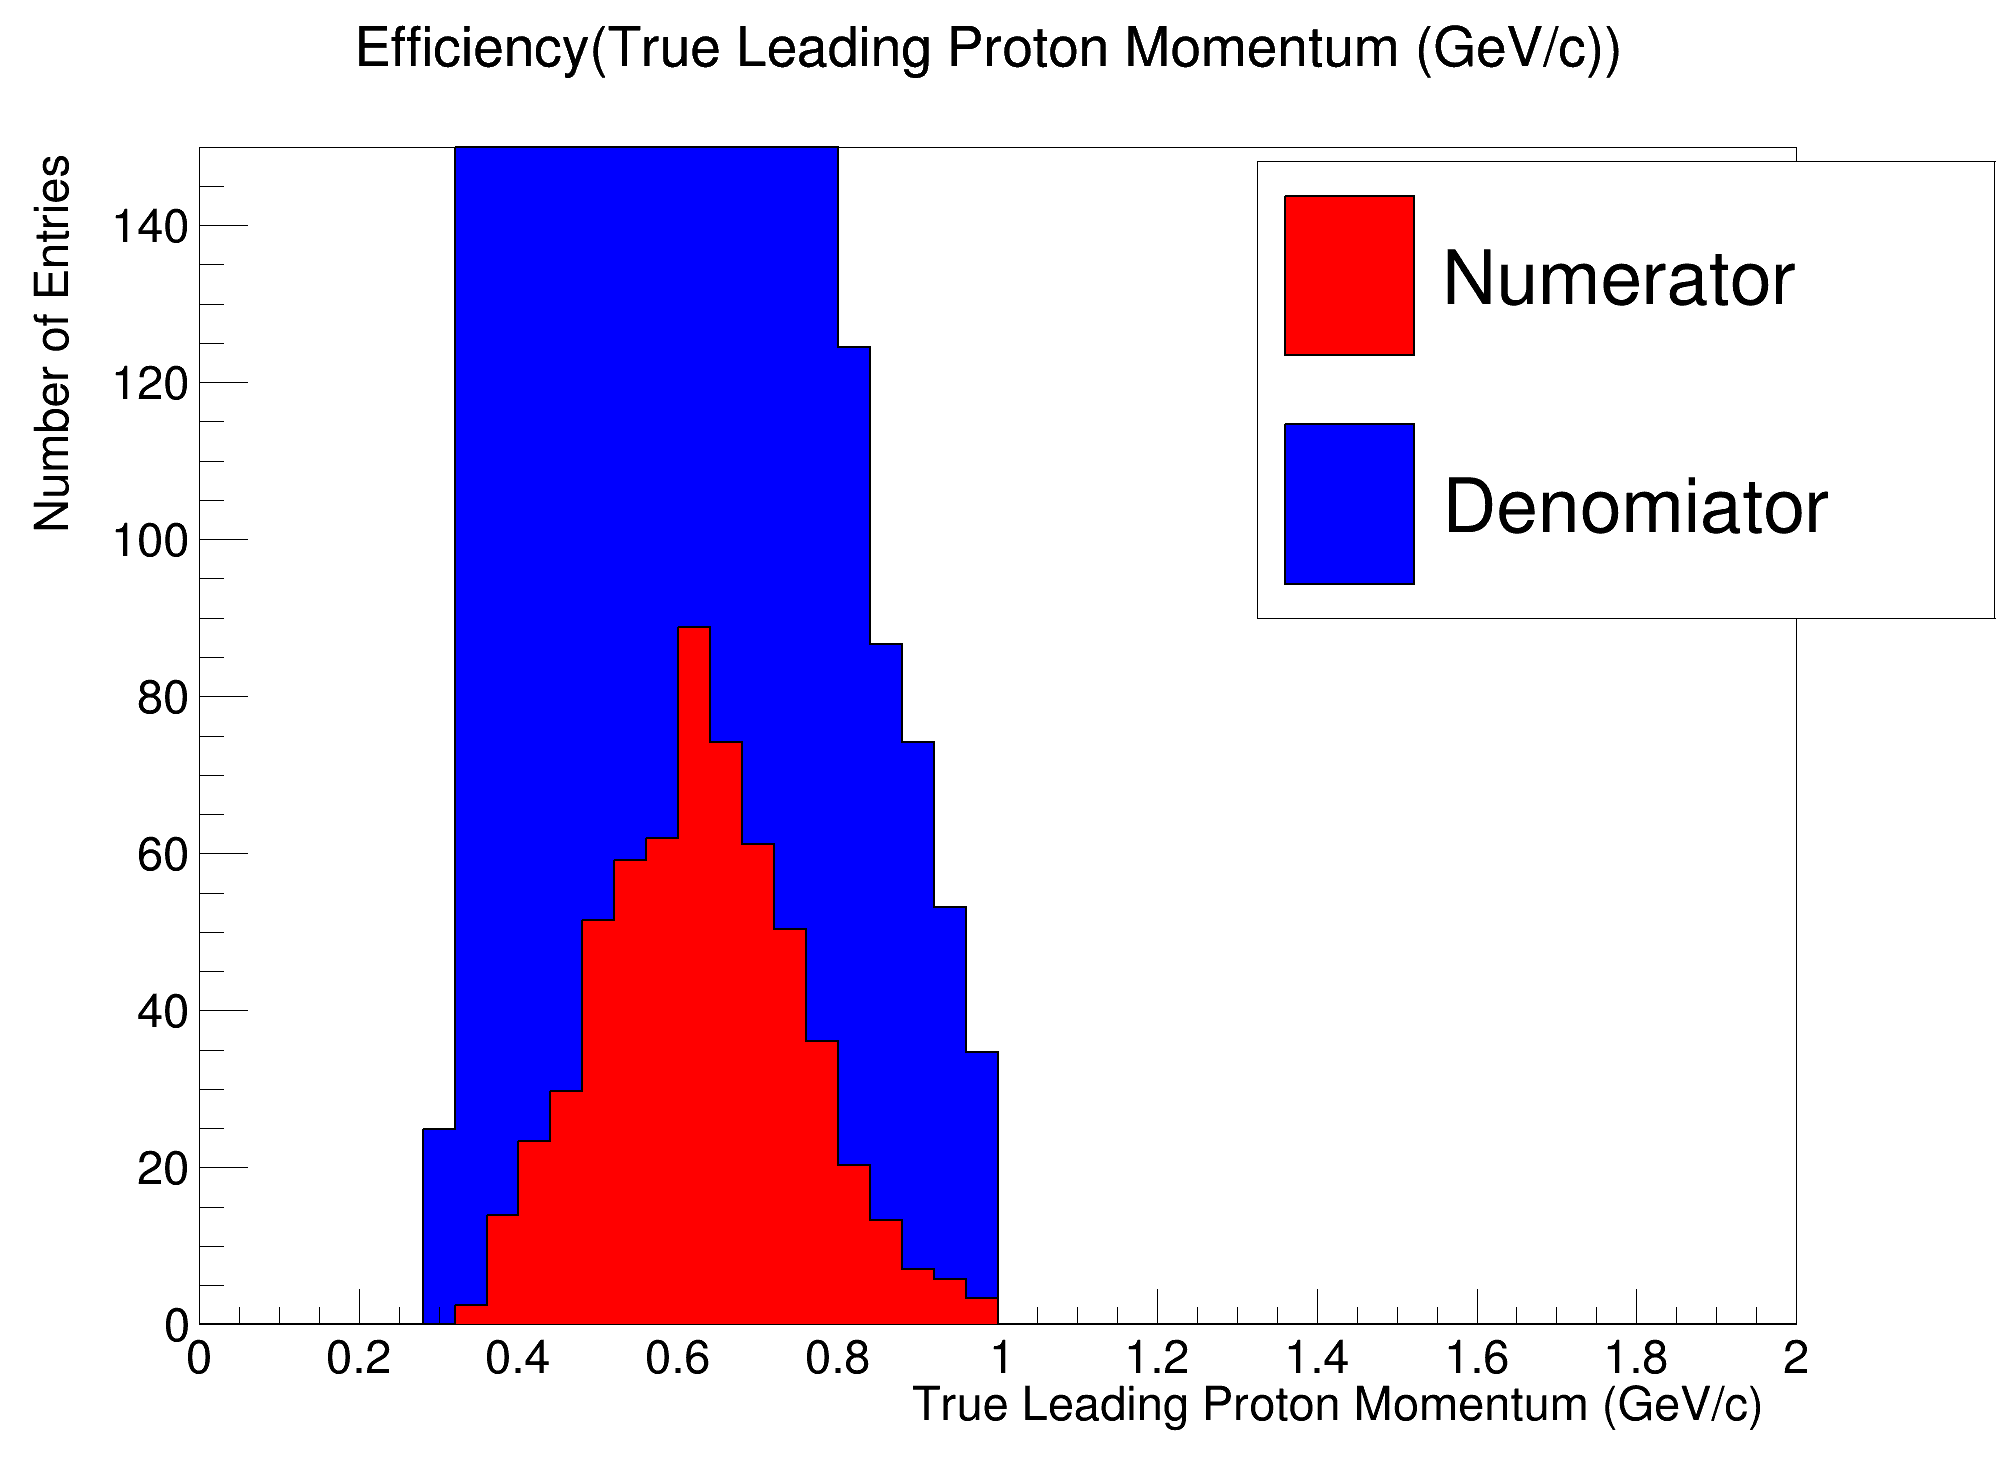 Efficiency(True Leading Proton Momentum (GeV/c))
Number of Entries
140
120
100
80
60
40
20
0
Numerator
Denomiator
0 0.2 0.4 0.6 0.8 1 1.2 1.4 1.6 1.8 2
True Leading Proton Momentum (GeV/c)